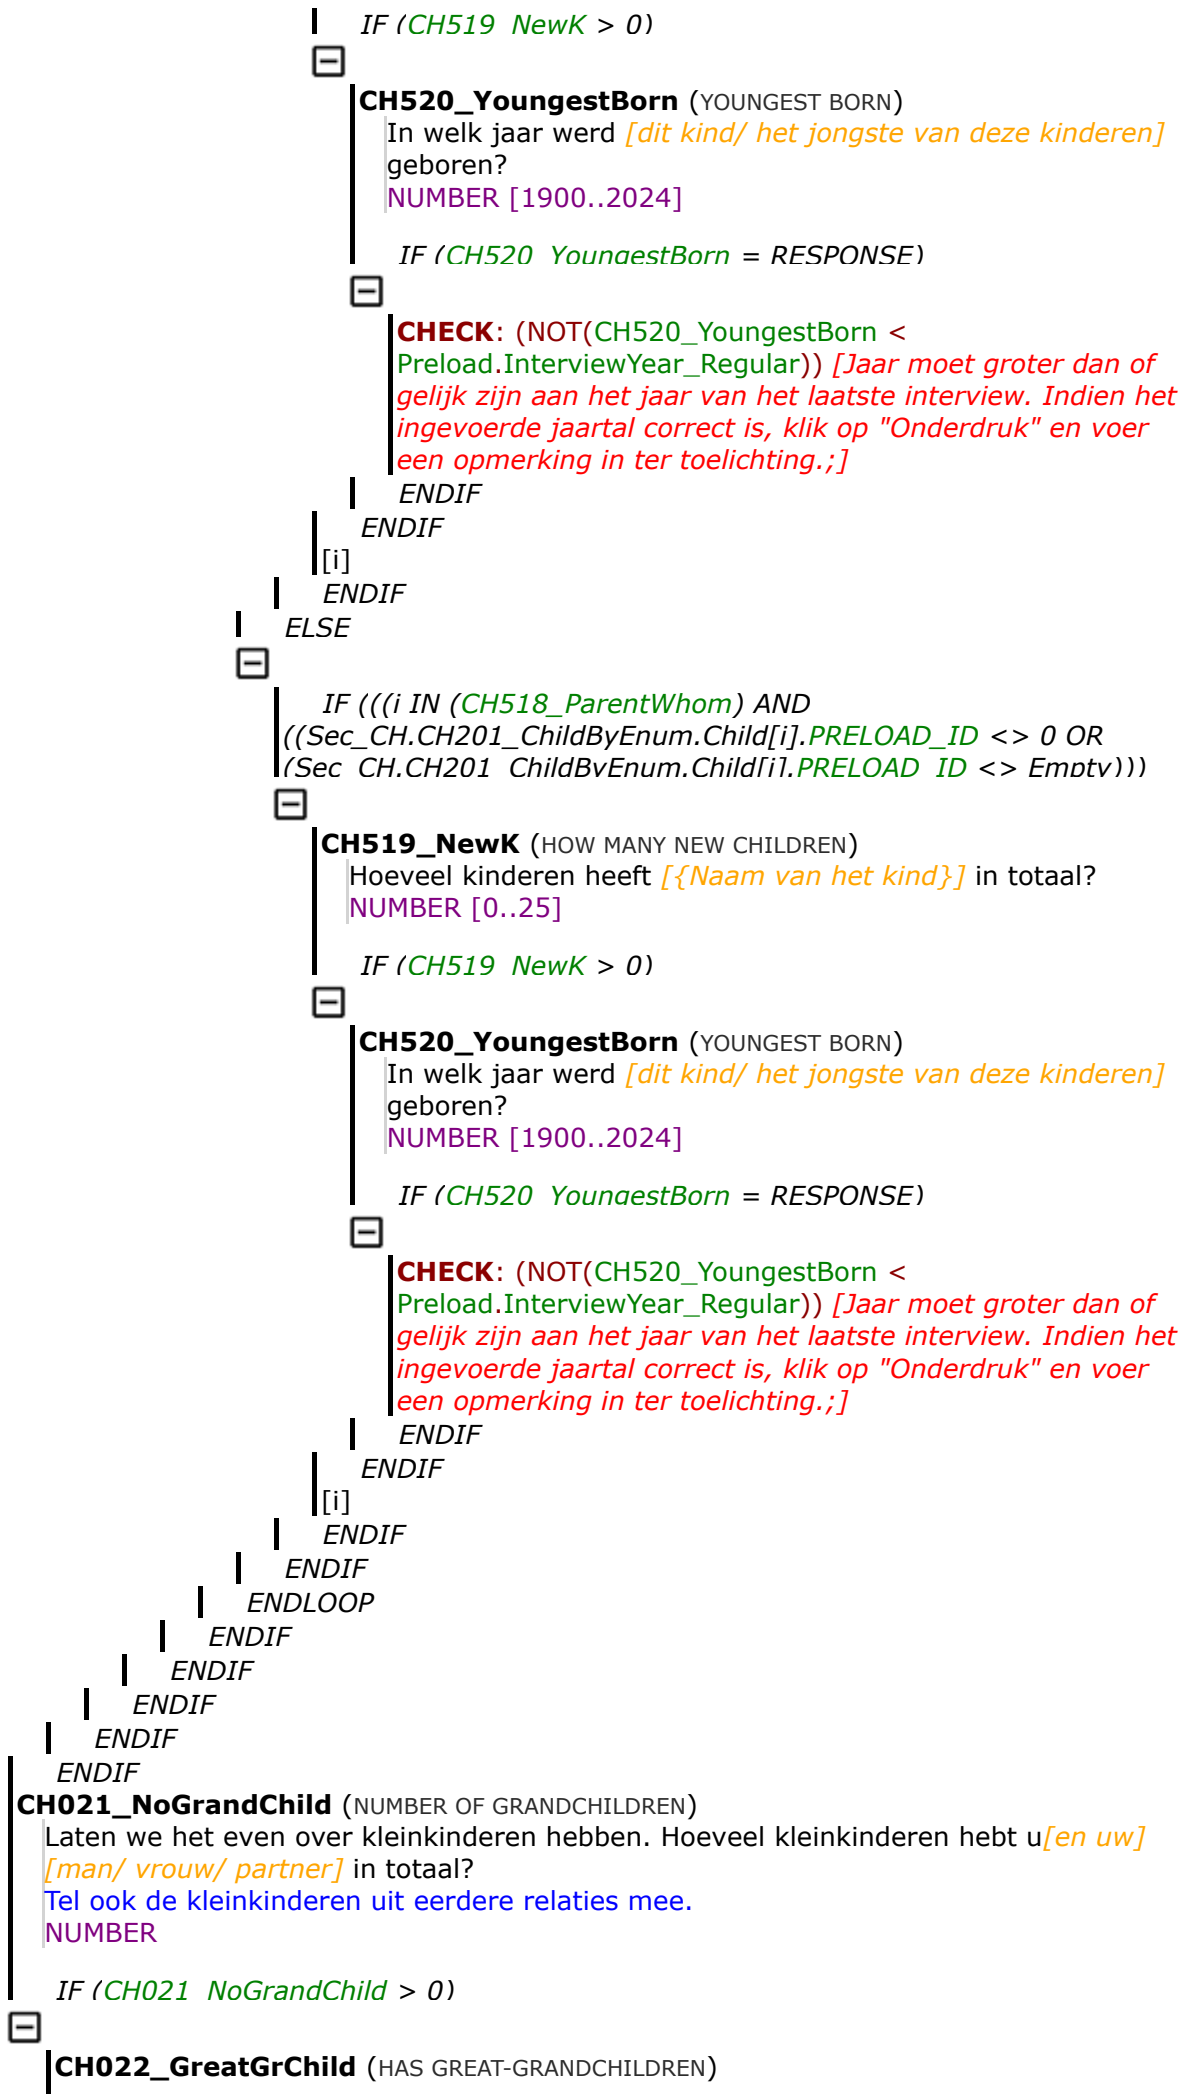 IF (CH519_NewK > 0)
CH520_YoungestBorn (YOUNGEST BORN)
In welk jaar werd [dit kind/ het jongste van deze kinderen]
geboren?
NUMBER [1900..2024]
IF (CH520_YoungestBorn = RESPONSE)
CHECK: (NOT(CH520_YoungestBorn <
Preload.InterviewYear_Regular)) [Jaar moet groter dan of
gelijk zijn aan het jaar van het laatste interview. Indien het
ingevoerde jaartal correct is, klik op "Onderdruk" en voer
een opmerking in ter toelichting.;]
ENDIF
ENDIF
[i]
ENDIF
ELSE
IF (((i IN (CH518_ParentWhom) AND
((Sec_CH.CH201_ChildByEnum.Child[i].PRELOAD_ID <> 0 OR
(Sec_CH.CH201_ChildByEnum.Child[i].PRELOAD_ID <> Empty)))
CH519_NewK (HOW MANY NEW CHILDREN)
Hoeveel kinderen heeft [{Naam van het kind}] in totaal?
NUMBER [0..25]
IF (CH519_NewK > 0)
CH520_YoungestBorn (YOUNGEST BORN)
In welk jaar werd [dit kind/ het jongste van deze kinderen]
geboren?
NUMBER [1900..2024]
IF (CH520_YoungestBorn = RESPONSE)
CHECK: (NOT(CH520_YoungestBorn <
Preload.InterviewYear_Regular)) [Jaar moet groter dan of
gelijk zijn aan het jaar van het laatste interview. Indien het
ingevoerde jaartal correct is, klik op "Onderdruk" en voer
een opmerking in ter toelichting.;]
ENDIF
ENDIF
[i]
ENDIF
ENDIF
ENDLOOP
ENDIF
ENDIF
ENDIF
ENDIF
ENDIF
CH021_NoGrandChild (NUMBER OF GRANDCHILDREN)
Laten we het even over kleinkinderen hebben. Hoeveel kleinkinderen hebt u[en uw]
[man/ vrouw/ partner] in totaal?
Tel ook de kleinkinderen uit eerdere relaties mee.
NUMBER
IF (CH021_NoGrandChild > 0)
CH022_GreatGrChild (HAS GREAT-GRANDCHILDREN)